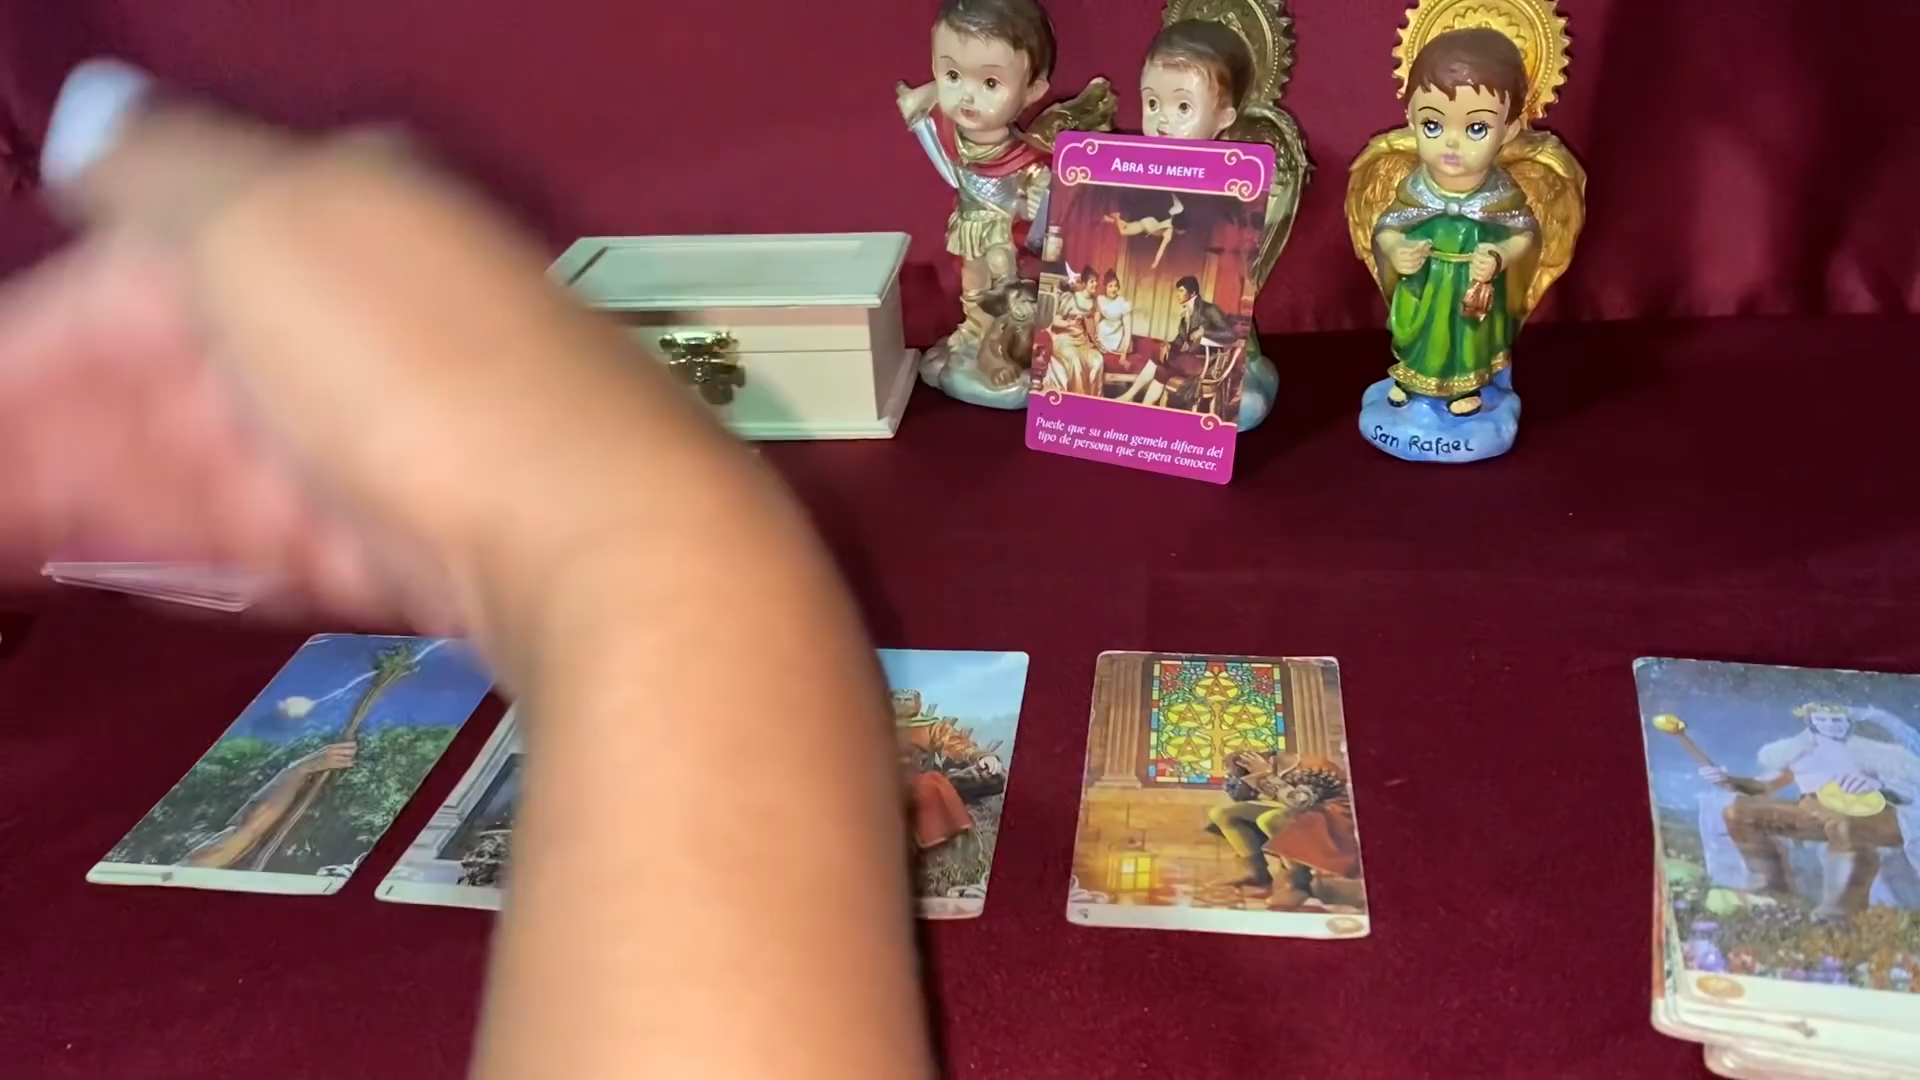 ABRA SU MENTE
Puede que su alma gemela difiera del
tipo de persona que espera conocer.
San Rafael